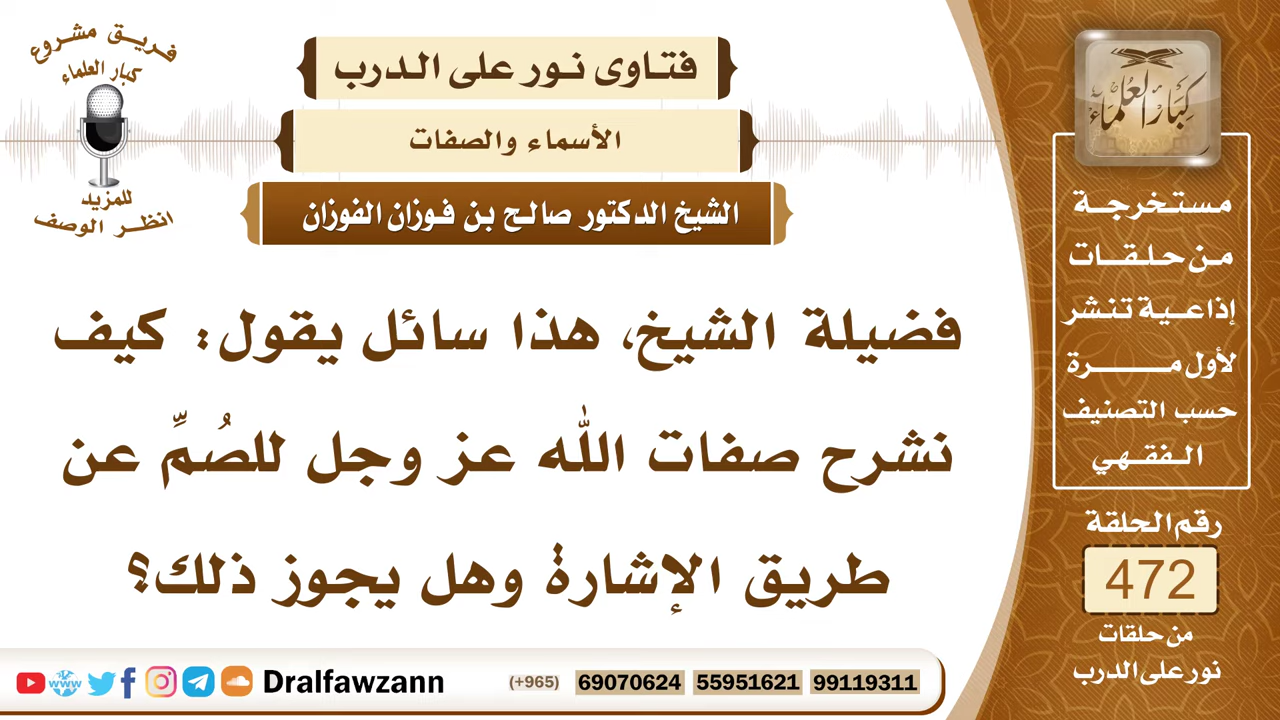 فريق مشروع
كبار العلماء
للمزيد
انظر الوصف
فتاوى نور على الدرب
الأسماء والصفات
الشيخ الدكتور صالح بن فوزان الفوزان
فضيلة الشيخ، هذا سائل يقول: كيف
نشرح صفات الله عز وجل للصُمِّ عن
طريق الإشارة وهل يجوز ذلك؟
كبار العلماء
مستخرجة
من حلقات
إذاعية تنشر
لأول مرة
حسب التصنيف
الفقهي
رقم الحلقة
472
من حلقات
نور على الدرب
www Dralfawzann (+965) 69070624 55951621 99119311